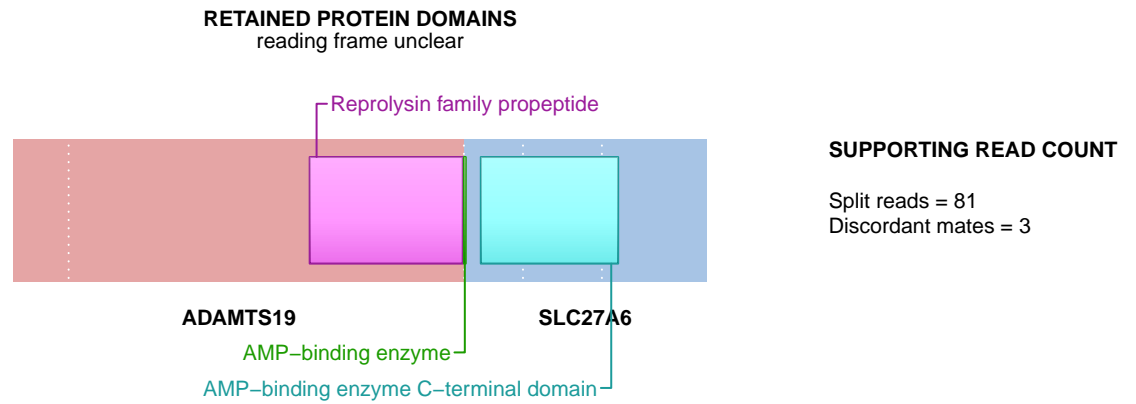 RETAINED PROTEIN DOMAINS
reading frame unclear
Reprolysin family propeptide
SUPPORTING READ COUNT
Split reads = 81
Discordant mates = 3
ADAMTS19
SLC27A6
AMP−binding enzyme
AMP−binding enzyme C−terminal domain